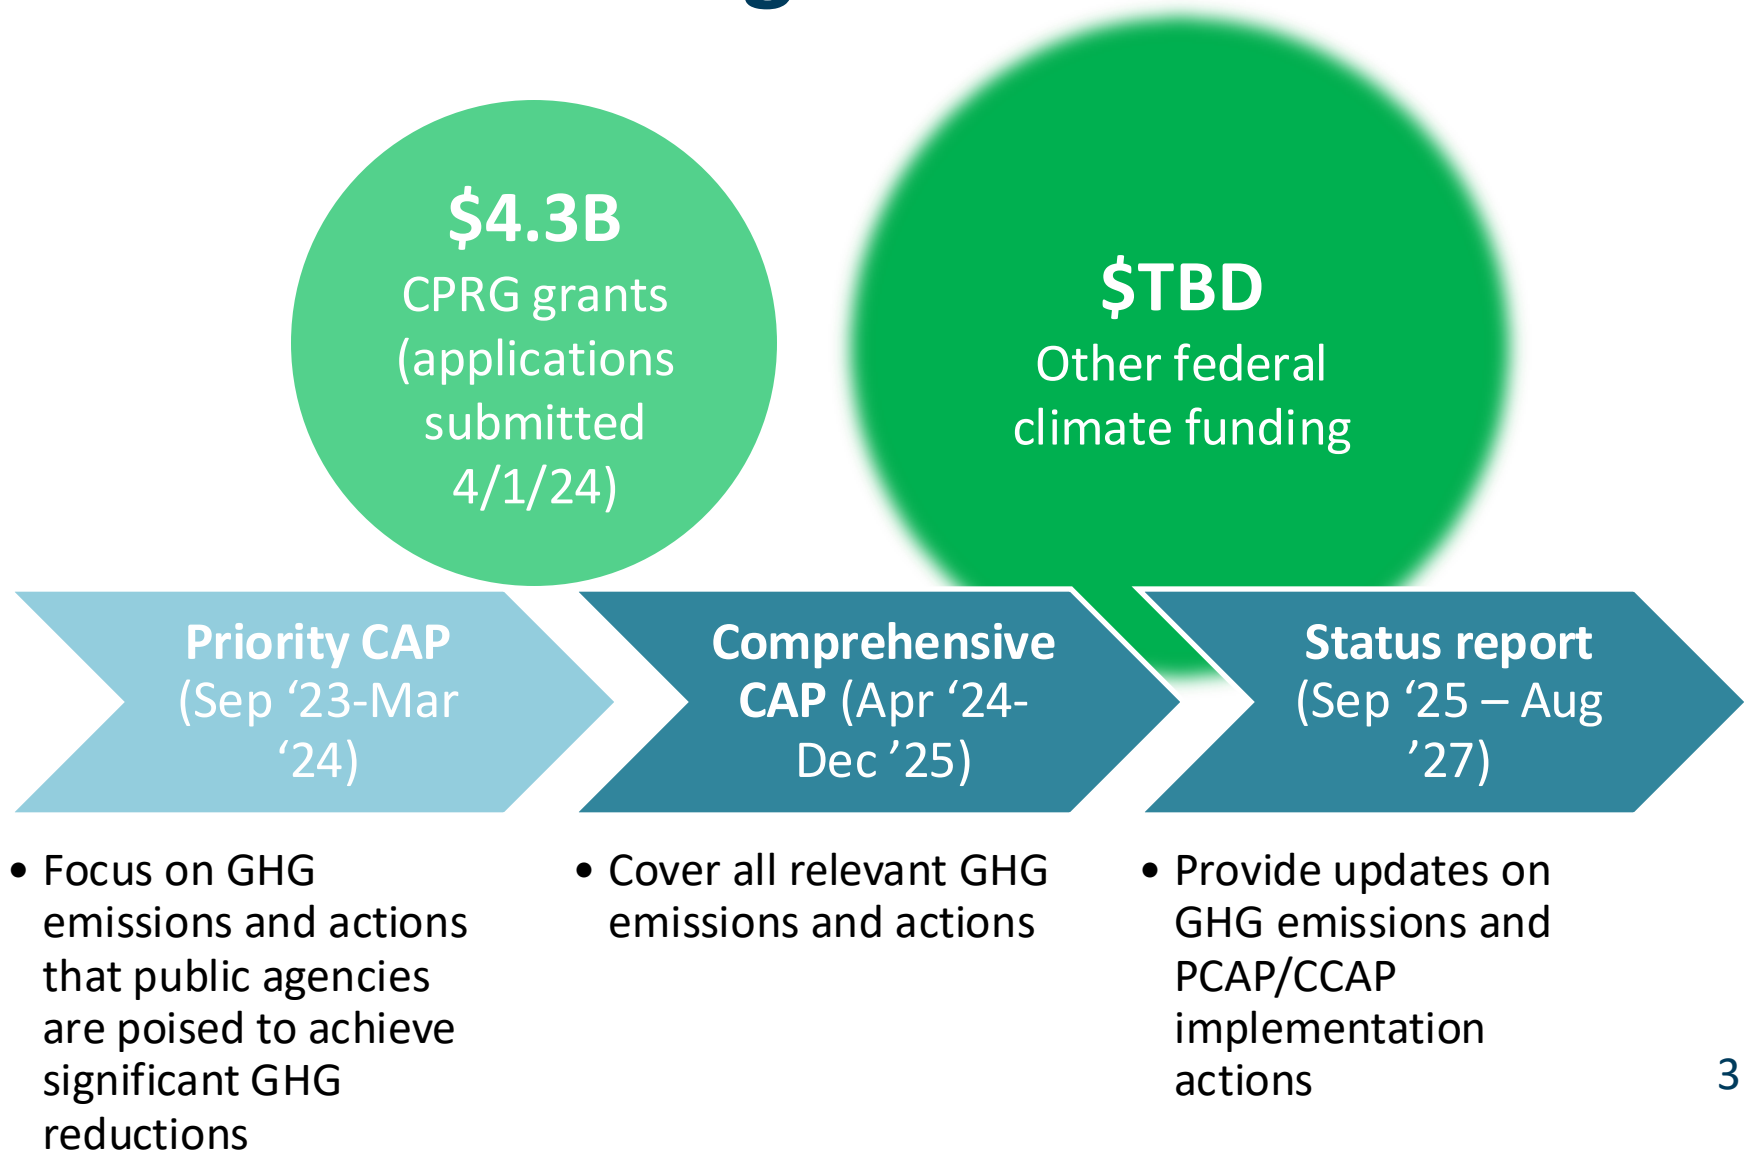 $4.3B
CPRG grants
(applications
submitted
4/1/24)
$TBD
Other federal
climate funding
Priority CAP
(Sep ‘23-Mar
‘24)
Comprehensive
CAP (Apr ‘24-
Dec ’25)
Status report
(Sep ‘25 – Aug
’27)
• Focus on GHG
emissions and actions
that public agencies
are poised to achieve
significant GHG
reductions
• Cover all relevant GHG
emissions and actions
• Provide updates on
GHG emissions and
PCAP/CCAP
implementation
actions
3